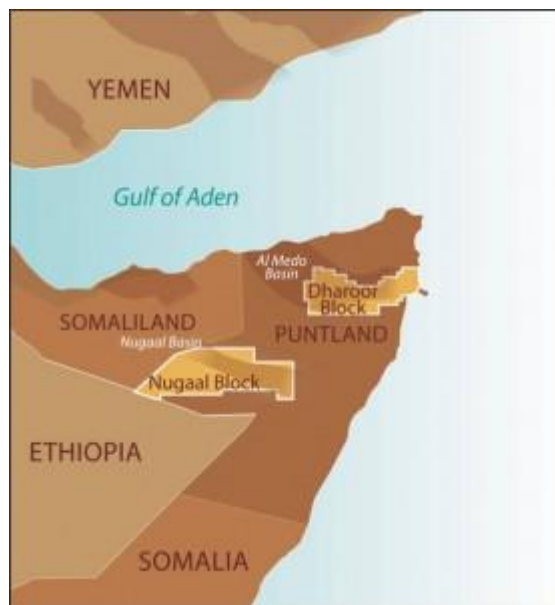 YEMEN
Gulf of Aden
Al Medo
Basin
Dharoor
Block
SOMALILAND
PUNTLAND
Nugaal Basin
Nugaal Block
ETHIOPIA
SOMALIA